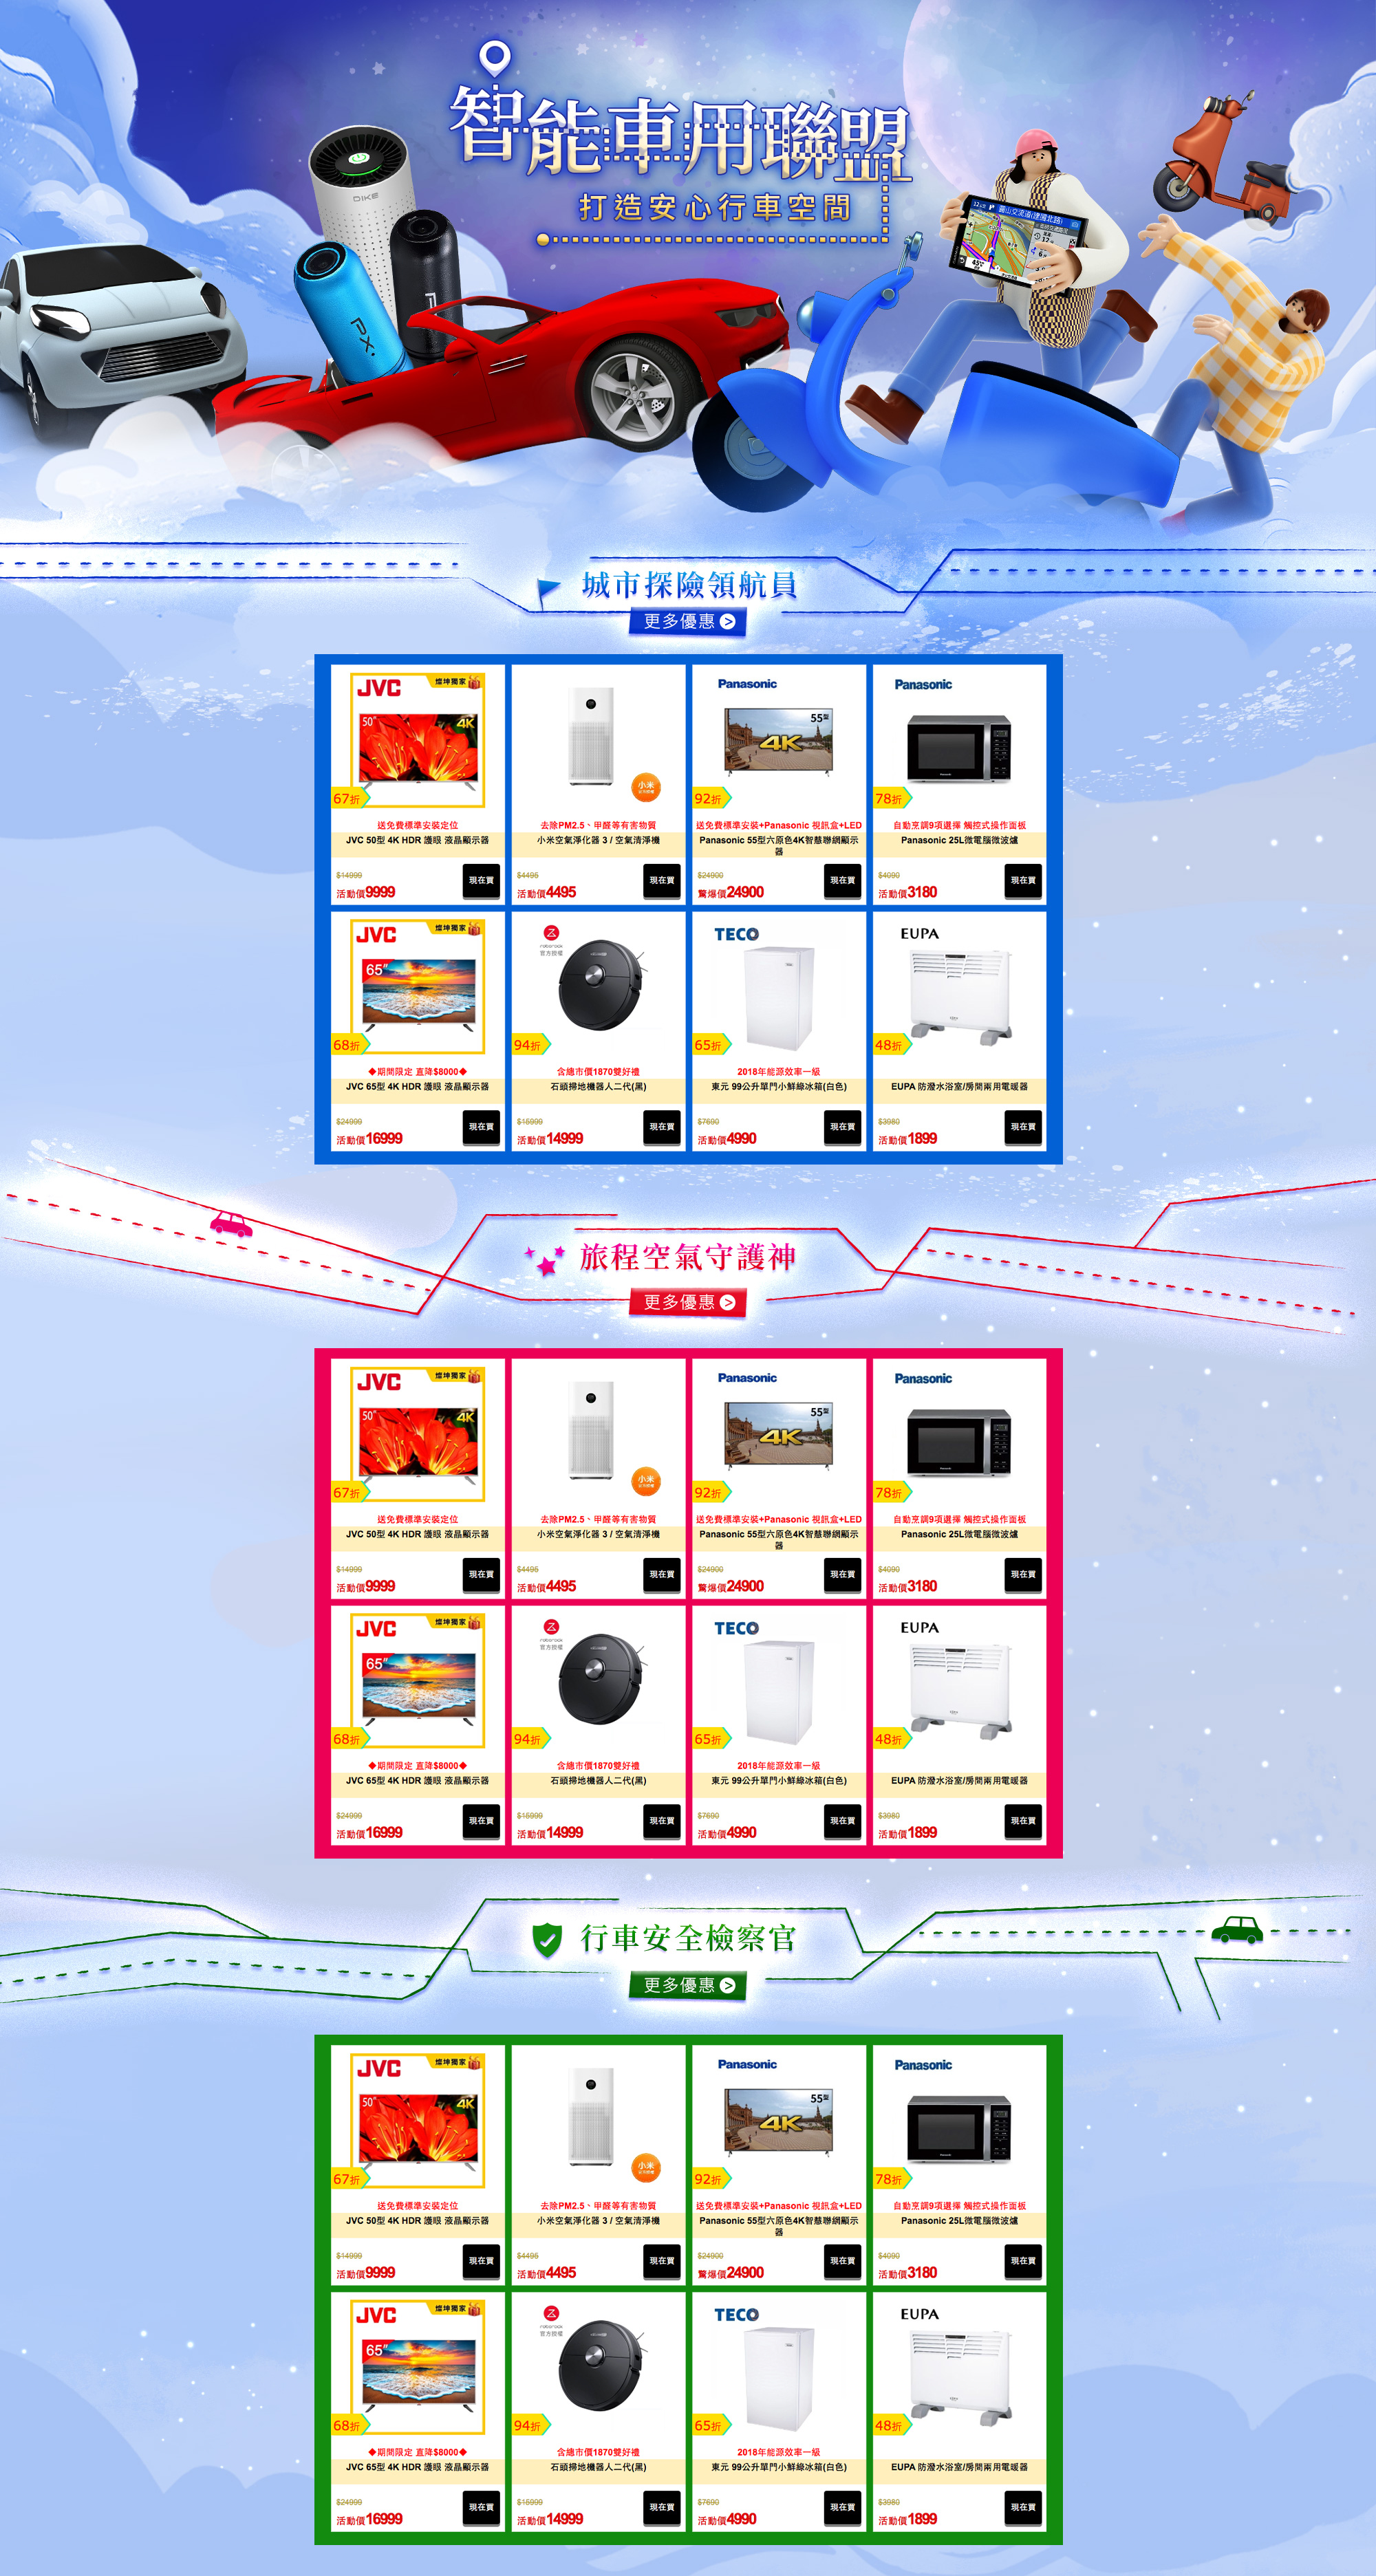 智能車用聯盟
打造安心行車空間
DIKE
PX.
圓山交流道(建國北路)
城市探險領航員
更多優惠
JVC
燦坤獨家
50"
4K
67折
送免費標準安裝定位
JVC 50型 4K HDR 護眼 液晶顯示器
$14999
活動價9999
現在買
小米
官方授權
去除PM2.5、甲醛等有害物質
小米空氣淨化器 3 / 空氣清淨機
$4495
活動價4495
現在買
Panasonic
55型
4K
92折
送免費標準安裝+Panasonic 視訊盒+LED
Panasonic 55型六原色4K智慧聯網顯示
器
$24900
驚爆價24900
現在買
Panasonic
78折
自動烹調9項選擇 觸控式操作面板
Panasonic 25L微電腦微波爐
$4090
活動價3180
現在買
JVC
燦坤獨家
65"
68折
◆期間限定 直降$8000◆
JVC 65型 4K HDR 護眼 液晶顯示器
$24999
活動價16999
現在買
roborock
官方授權
94折
含總市價1870雙好禮
石頭掃地機器人二代(黑)
$15999
活動價14999
現在買
TECO
65折
2018年能源效率一級
東元 99公升單門小鮮綠冰箱(白色)
$7690
活動價4990
現在買
EUPA
48折
EUPA 防潑水浴室/房間兩用電暖器
$3980
活動價1899
現在買
旅程空氣守護神
更多優惠
JVC
燦坤獨家
50"
4K
67折
送免費標準安裝定位
JVC 50型 4K HDR 護眼 液晶顯示器
$14999
活動價9999
現在買
小米
官方授權
去除PM2.5、甲醛等有害物質
小米空氣淨化器 3 / 空氣清淨機
$4495
活動價4495
現在買
Panasonic
55型
4K
92折
送免費標準安裝+Panasonic 視訊盒+LED
Panasonic 55型六原色4K智慧聯網顯示
器
$24900
驚爆價24900
現在買
Panasonic
78折
自動烹調9項選擇 觸控式操作面板
Panasonic 25L微電腦微波爐
$4090
活動價3180
現在買
JVC
燦坤獨家
65"
68折
◆期間限定 直降$8000◆
JVC 65型 4K HDR 護眼 液晶顯示器
$24999
活動價16999
現在買
roborock
官方授權
94折
含總市價1870雙好禮
石頭掃地機器人二代(黑)
$15999
活動價14999
現在買
TECO
65折
2018年能源效率一級
東元 99公升單門小鮮綠冰箱(白色)
$7690
活動價4990
現在買
EUPA
48折
EUPA 防潑水浴室/房間兩用電暖器
$3980
活動價1899
現在買
行車安全檢察官
更多優惠
JVC
燦坤獨家
50"
4K
67折
送免費標準安裝定位
JVC 50型 4K HDR 護眼 液晶顯示器
$14999
活動價9999
現在買
小米
官方授權
去除PM2.5、甲醛等有害物質
小米空氣淨化器 3 / 空氣清淨機
$4495
活動價4495
現在買
Panasonic
55型
4K
92折
送免費標準安裝+Panasonic 視訊盒+LED
Panasonic 55型六原色4K智慧聯網顯示
器
$24900
驚爆價24900
現在買
Panasonic
78折
自動烹調9項選擇 觸控式操作面板
Panasonic 25L微電腦微波爐
$4090
活動價3180
現在買
JVC
燦坤獨家
65"
68折
◆期間限定 直降$8000◆
JVC 65型 4K HDR 護眼 液晶顯示器
$24999
活動價16999
現在買
roborock
官方授權
94折
含總市價1870雙好禮
石頭掃地機器人二代(黑)
$15999
活動價14999
現在買
TECO
65折
2018年能源效率一級
東元 99公升單門小鮮綠冰箱(白色)
$7690
活動價4990
現在買
EUPA
48折
EUPA 防潑水浴室/房間兩用電暖器
$3980
活動價1899
現在買